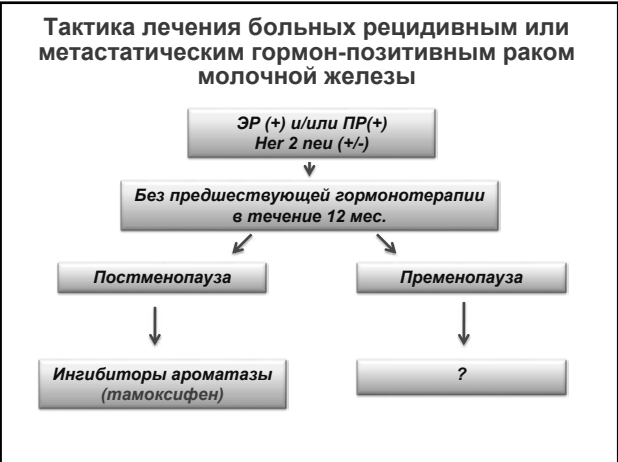 Тактика лечения больных рецидивным или
метастатическим гормон-позитивным раком
молочной железы
ЭР (+) и/или ПР(+)
Her 2 neu (+/-)
Без предшествующей гормонотерапии
в течение 12 мес.
Постменопауза
Пременопауза
Ингибиторы ароматазы
(тамоксифен)
?